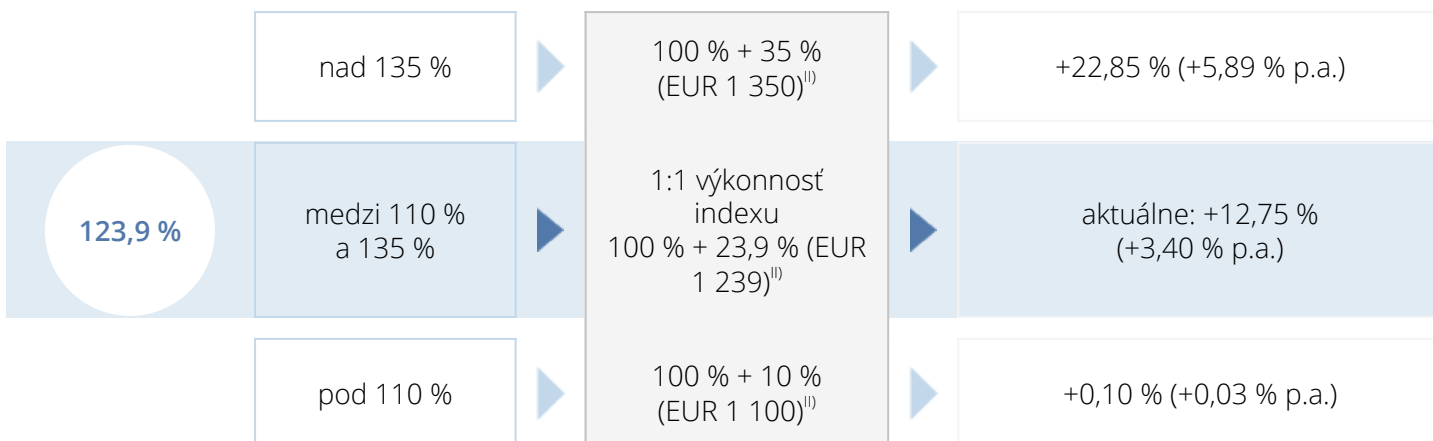 nad 135 %
100 % + 35 %
(EUR 1 350)II)
+22,85 % (+5,89 % p.a.)
123,9 %
medzi 110 %
a 135 %
1:1 výkonnosť
indexu
100 % + 23,9 % (EUR
1 239)II)
aktuálne: +12,75 %
(+3,40 % p.a.)
pod 110 %
100 % + 10 %
(EUR 1 100)II)
+0,10 % (+0,03 % p.a.)